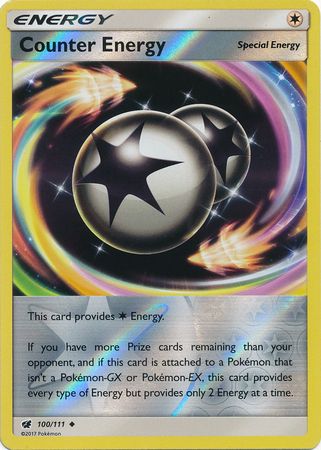 ENERGY
Counter Energy
Special Energy
This card provides Energy.
If you have more Prize cards remaining than your
opponent, and if this card is attached to a Pokémon that
isn't a Pokémon-GX or Pokémon-EX, this card provides
every type of Energy but provides only 2 Energy at a time.
100/111
©2017 Pokémon